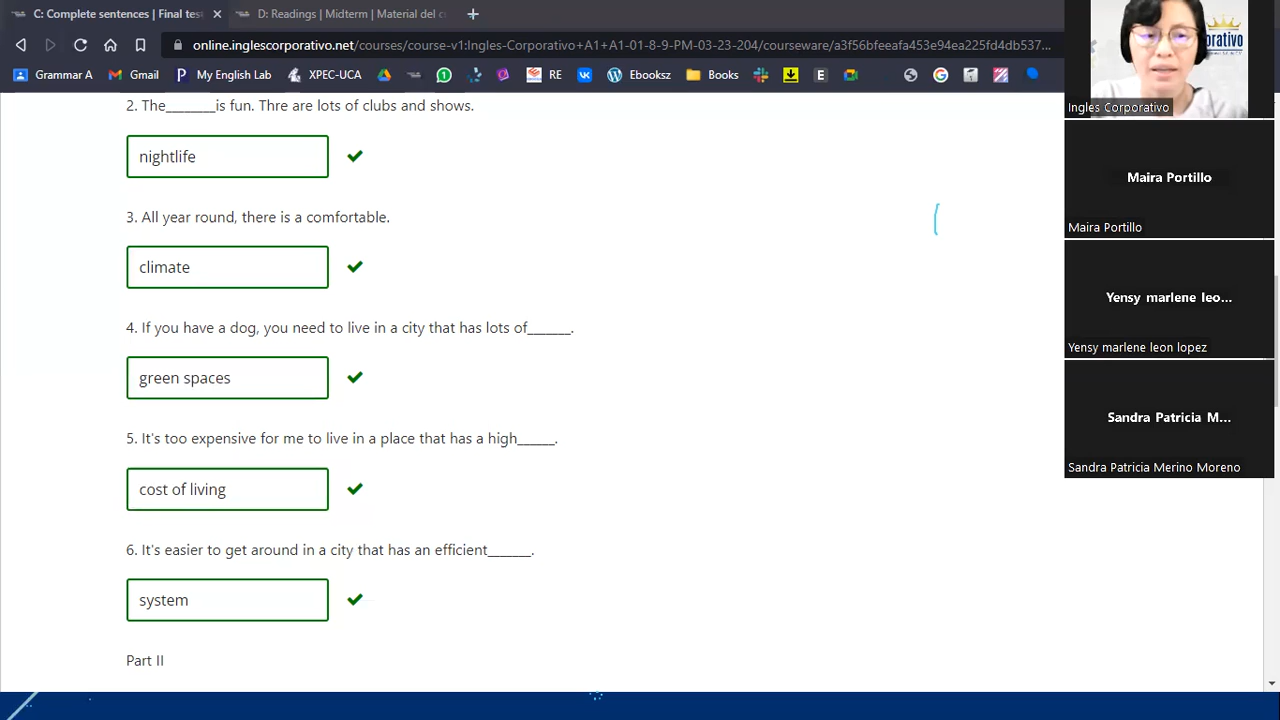 C: Complete sentences | Final tes
D: Readings | Midterm | Material del c
online.inglescorporativo.net/courses/course-v1:Ingles-Corporativo+A1+A1-01-8-9-PM-03-23-204/courseware/a3f56bfeeafa453e94ea225fd4db537...
Grammar A
Gmail
My English Lab
XPEC-UCA
RE
Ebooksz
Books
2. The________is fun. Thre are lots of clubs and shows.
nightlife
3. All year round, there is a comfortable.
climate
4. If you have a dog, you need to live in a city that has lots of_______.
green spaces
5. It's too expensive for me to live in a place that has a high______.
cost of living
6. It's easier to get around in a city that has an efficient_______.
system
Part II
orativo
Ingles Corporativo
Maira Portillo
Maira Portillo
Yensy marlene leo...
Yensy marlene leon lopez
Sandra Patricia M...
Sandra Patricia Merino Moreno